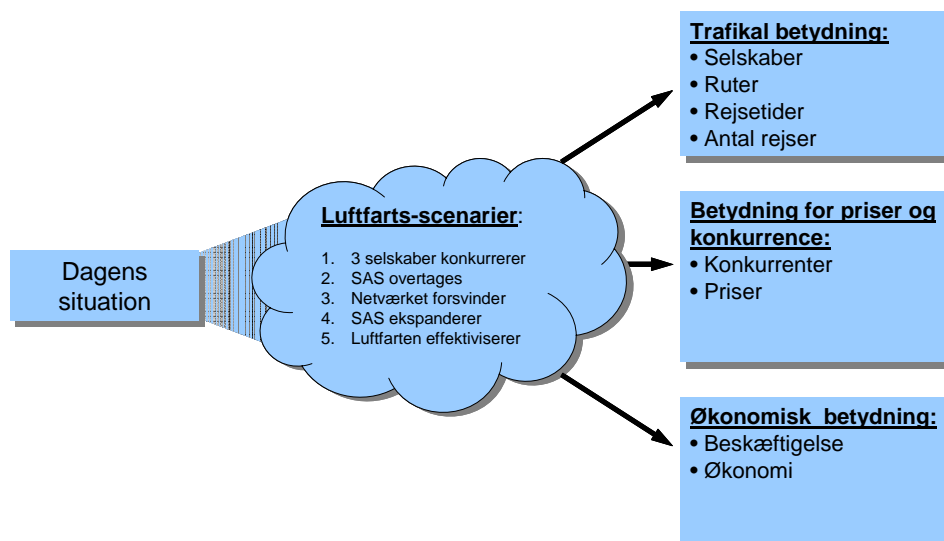 Dagens
situation
Luftfarts-scenarier:
1. 3 selskaber konkurrerer
2. SAS overtages
3. Netværket forsvinder
4. SAS ekspanderer
5. Luftfarten effektiviserer
Trafikal betydning:
• Selskaber
• Ruter
• Rejsetider
• Antal rejser
Betydning for priser og
konkurrence:
• Konkurrenter
• Priser
Økonomisk betydning:
• Beskæftigelse
• Økonomi